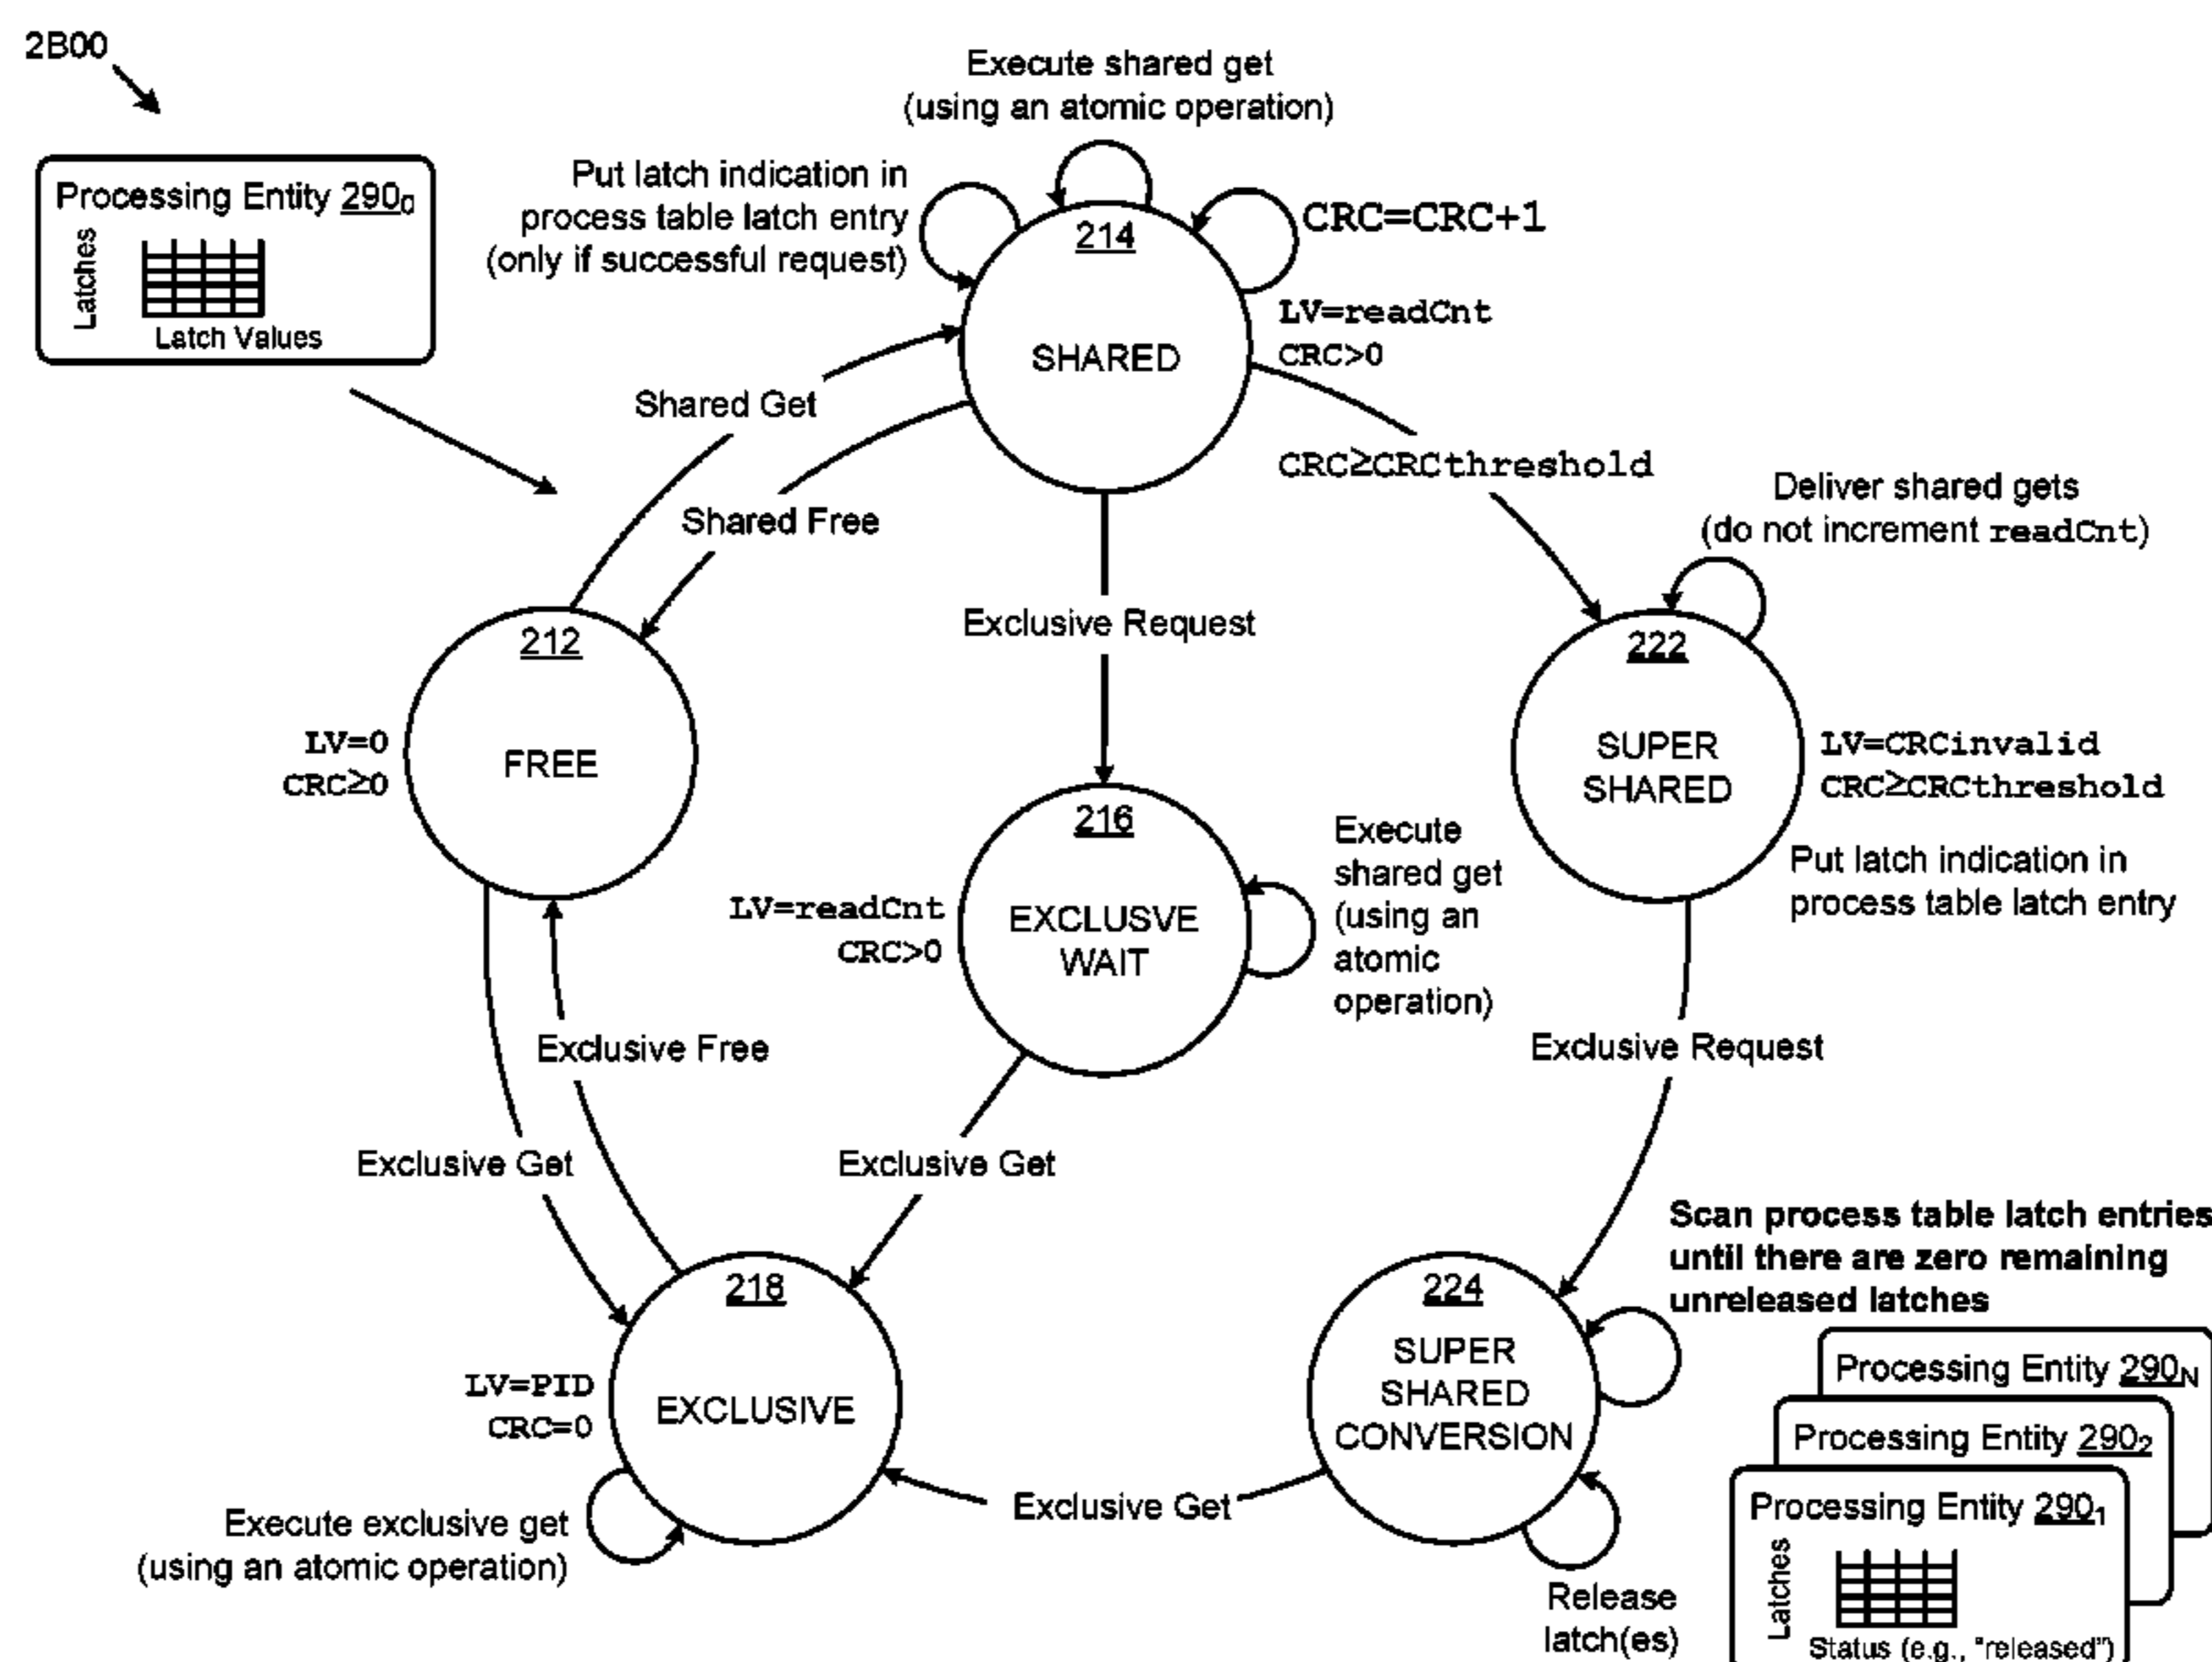 2B00
Processing Entity 290₀
Latches
Latch Values
Execute shared get
(using an atomic operation)
Put latch indication in
process table latch entry
(only if successful request)
CRC=CRC+1
214
SHARED
LV=readCnt
CRC>0
Shared Get
Shared Free
CRC≥CRCthreshold
Deliver shared gets
(do not increment readCnt)
Exclusive Request
212
FREE
LV=0
CRC≥0
222
SUPER
SHARED
LV=CRCinvalid
CRC≥CRCthreshold
Put latch indication in
process table latch entry
216
EXCLUSVE
WAIT
LV=readCnt
CRC>0
Execute
shared get
(using an
atomic
operation)
Exclusive Free
Exclusive Request
Exclusive Get
Exclusive Get
218
EXCLUSIVE
LV=PID
CRC=0
Execute exclusive get
(using an atomic operation)
Exclusive Get
224
SUPER
SHARED
CONVERSION
Scan process table latch entries
until there are zero remaining
unreleased latches
Release
latch(es)
Processing Entity 290N
Processing Entity 290₂
Processing Entity 290₁
Latches
Status (e.g., "released")